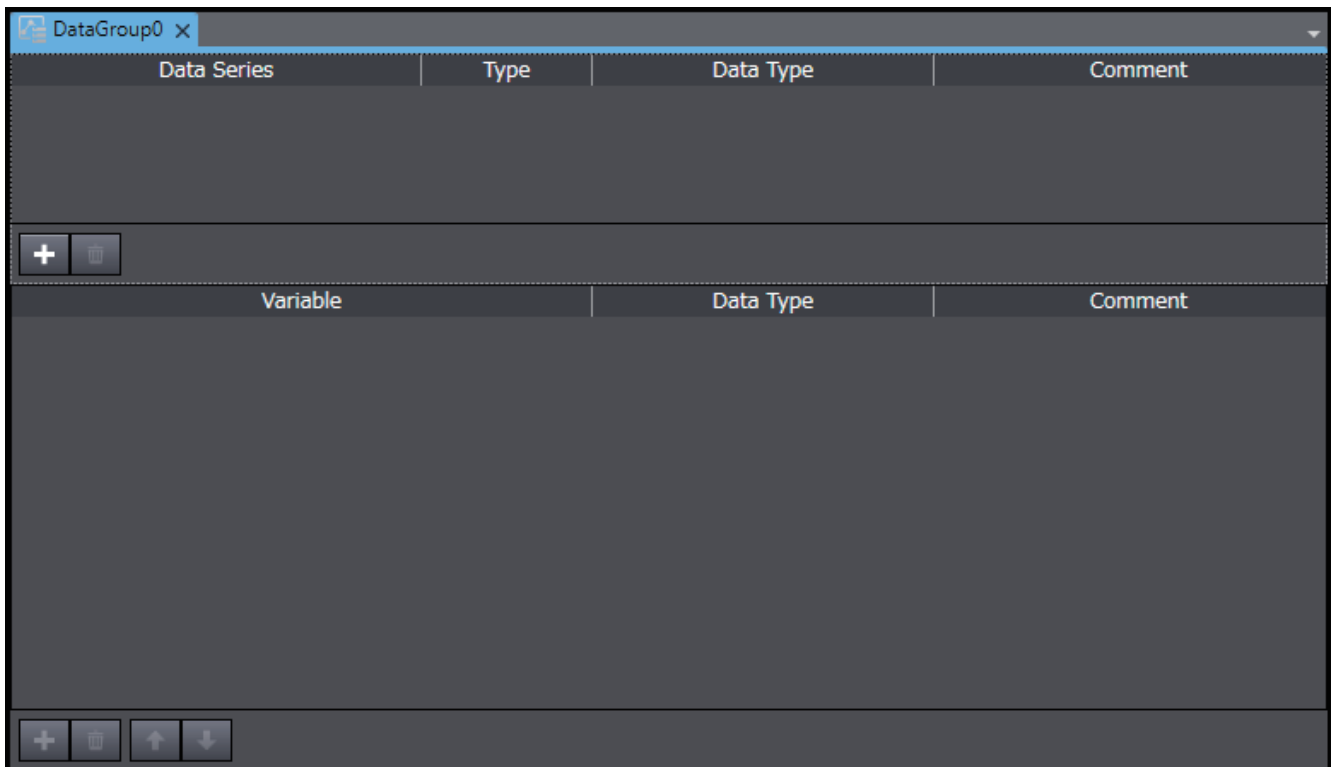 DataGroup0
Data Series Type Data Type Comment
Variable Data Type Comment